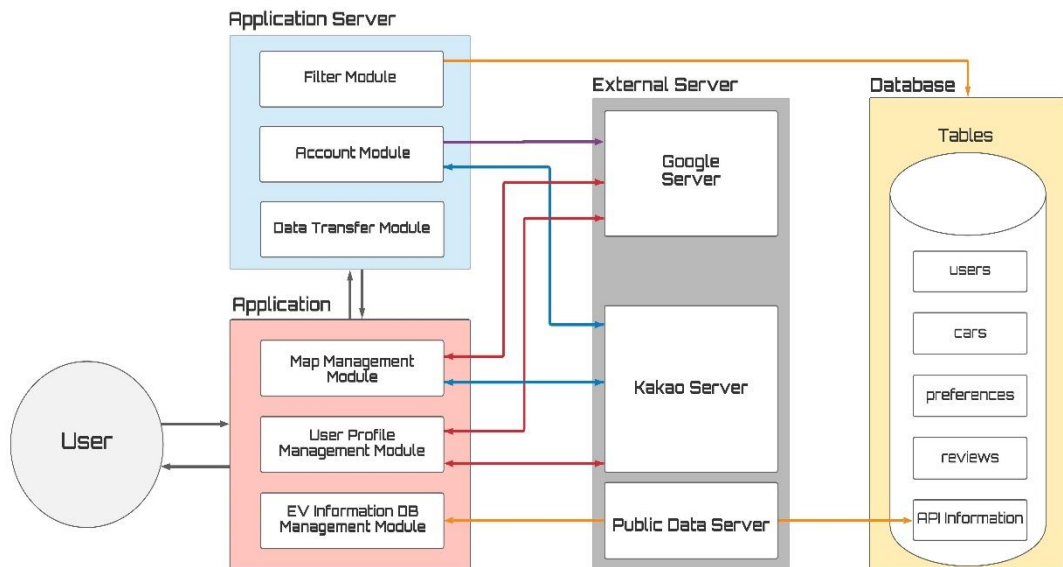 Application Server
Filter Module
Account Module
Data Transfer Module
External Server
Google
Server
Kakao Server
Public Data Server
Database
Tables
users
cars
preferences
reviews
API Information
Application
Map Management
Module
User Profile
Management Module
EV Information DB
Management Module
User